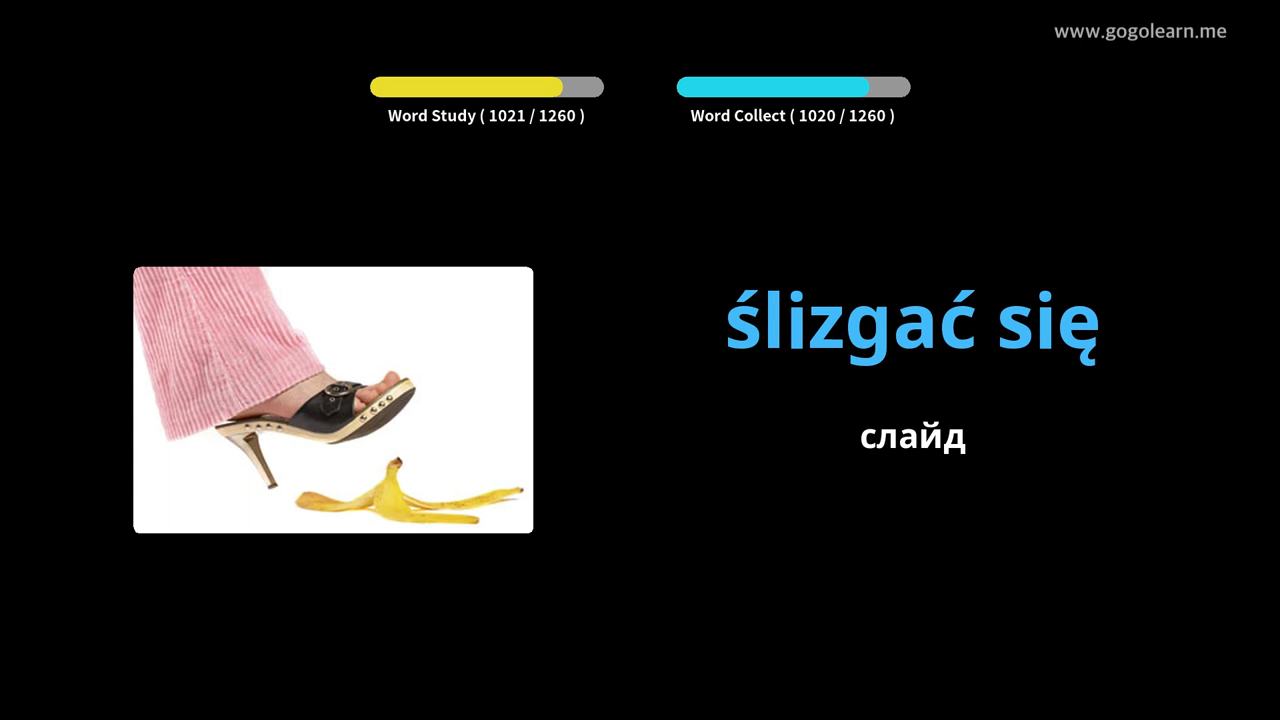 www.gogolearn.me
Word Study ( 1021 / 1260 )
Word Collect ( 1020 / 1260 )
ślizgać się
слайд